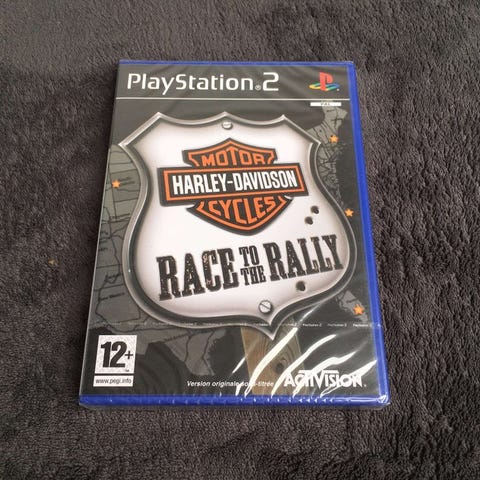 PlayStation®2
PAL
MOTOR
HARLEY-DAVIDSON
CYCLES
RACE TO THE RALLY
12+
www.pegi.info
Version originale sous-titrée
ACTIVISION